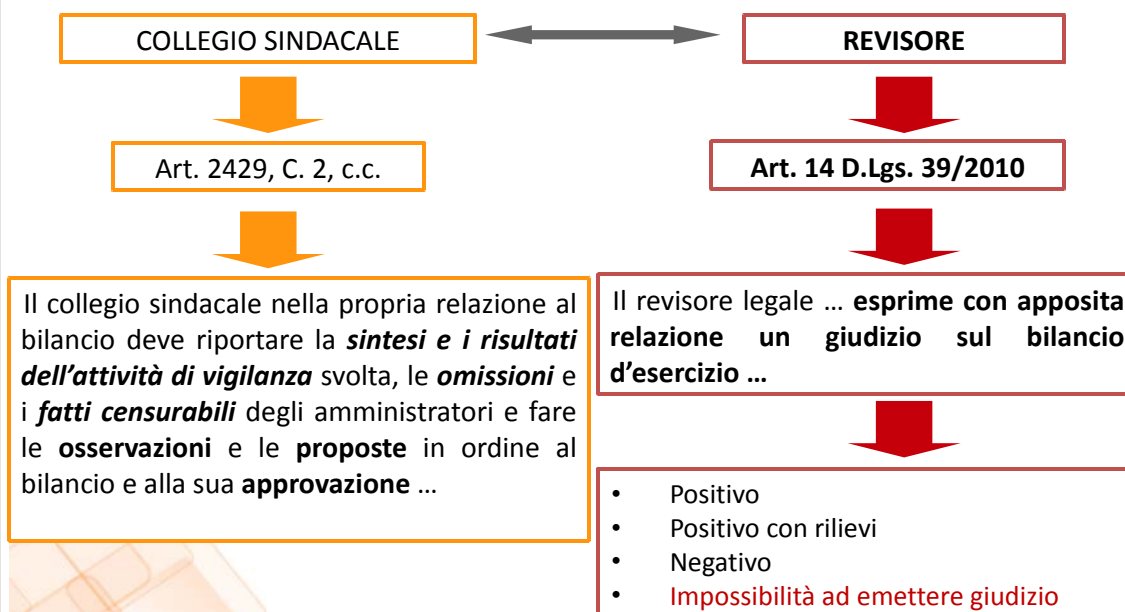 COLLEGIO SINDACALE
REVISORE
Art. 2429, C. 2, c.c.
Art. 14 D.Lgs. 39/2010
Il collegio sindacale nella propria relazione al
bilancio deve riportare la sintesi e i risultati
dell’attività di vigilanza svolta, le omissioni e
i fatti censurabili degli amministratori e fare
le osservazioni e le proposte in ordine al
bilancio e alla sua approvazione …
Il revisore legale … esprime con apposita
relazione un giudizio sul bilancio
d’esercizio …
• Positivo
• Positivo con rilievi
• Negativo
• Impossibilità ad emettere giudizio